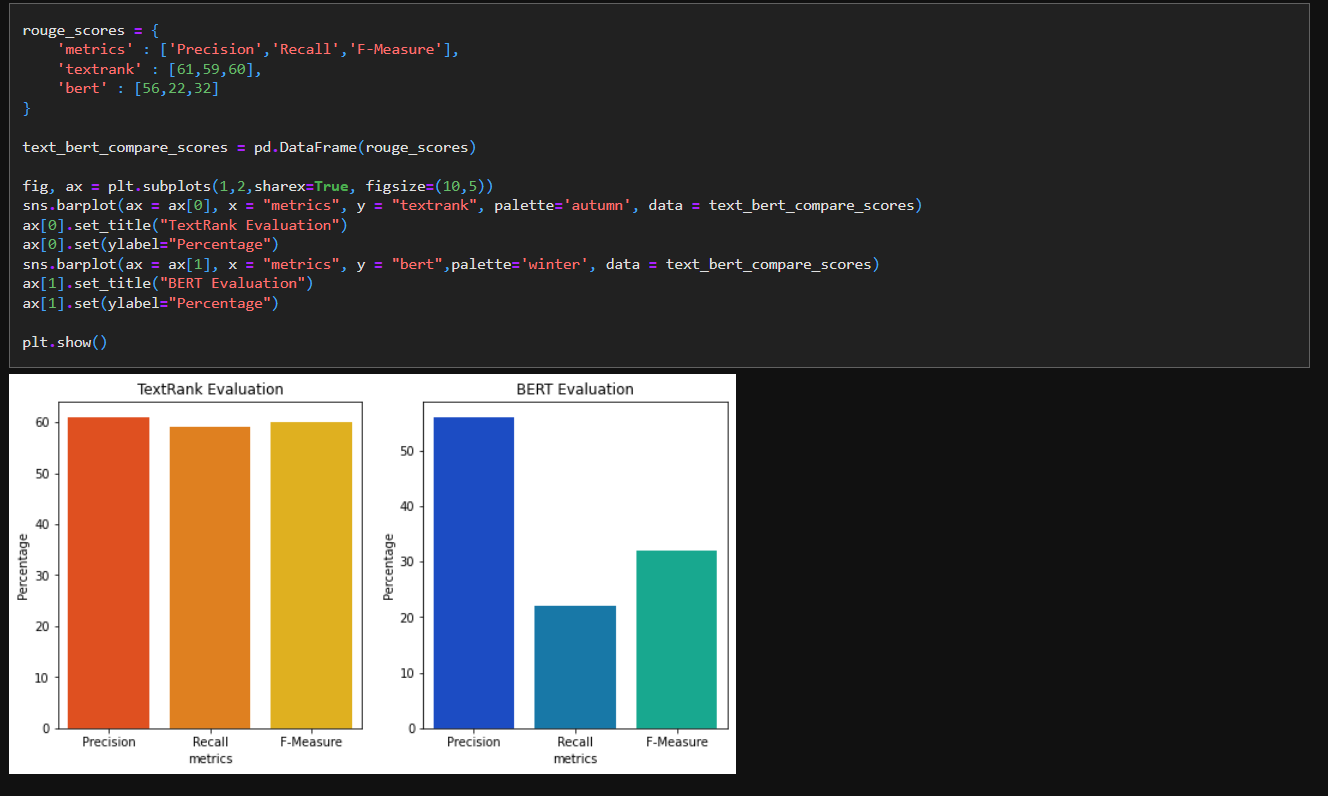 rouge_scores = {
    'metrics' : ['Precision','Recall','F-Measure'],
    'textrank' : [61,59,60],
    'bert' : [56,22,32]
}
text_bert_compare_scores = pd.DataFrame(rouge_scores)
fig, ax = plt.subplots(1,2,sharex=True, figsize=(10,5))
sns.barplot(ax = ax[0], x = "metrics", y = "textrank", palette='autumn', data = text_bert_compare_scores)
ax[0].set_title("TextRank Evaluation")
ax[0].set(ylabel="Percentage")
sns.barplot(ax = ax[1], x = "metrics", y = "bert",palette='winter', data = text_bert_compare_scores)
ax[1].set_title("BERT Evaluation")
ax[1].set(ylabel="Percentage")
plt.show()
TextRank Evaluation
Percentage
60
50
40
30
20
10
0
Precision Recall F-Measure
metrics
BERT Evaluation
Percentage
50
40
30
20
10
0
Precision Recall F-Measure
metrics